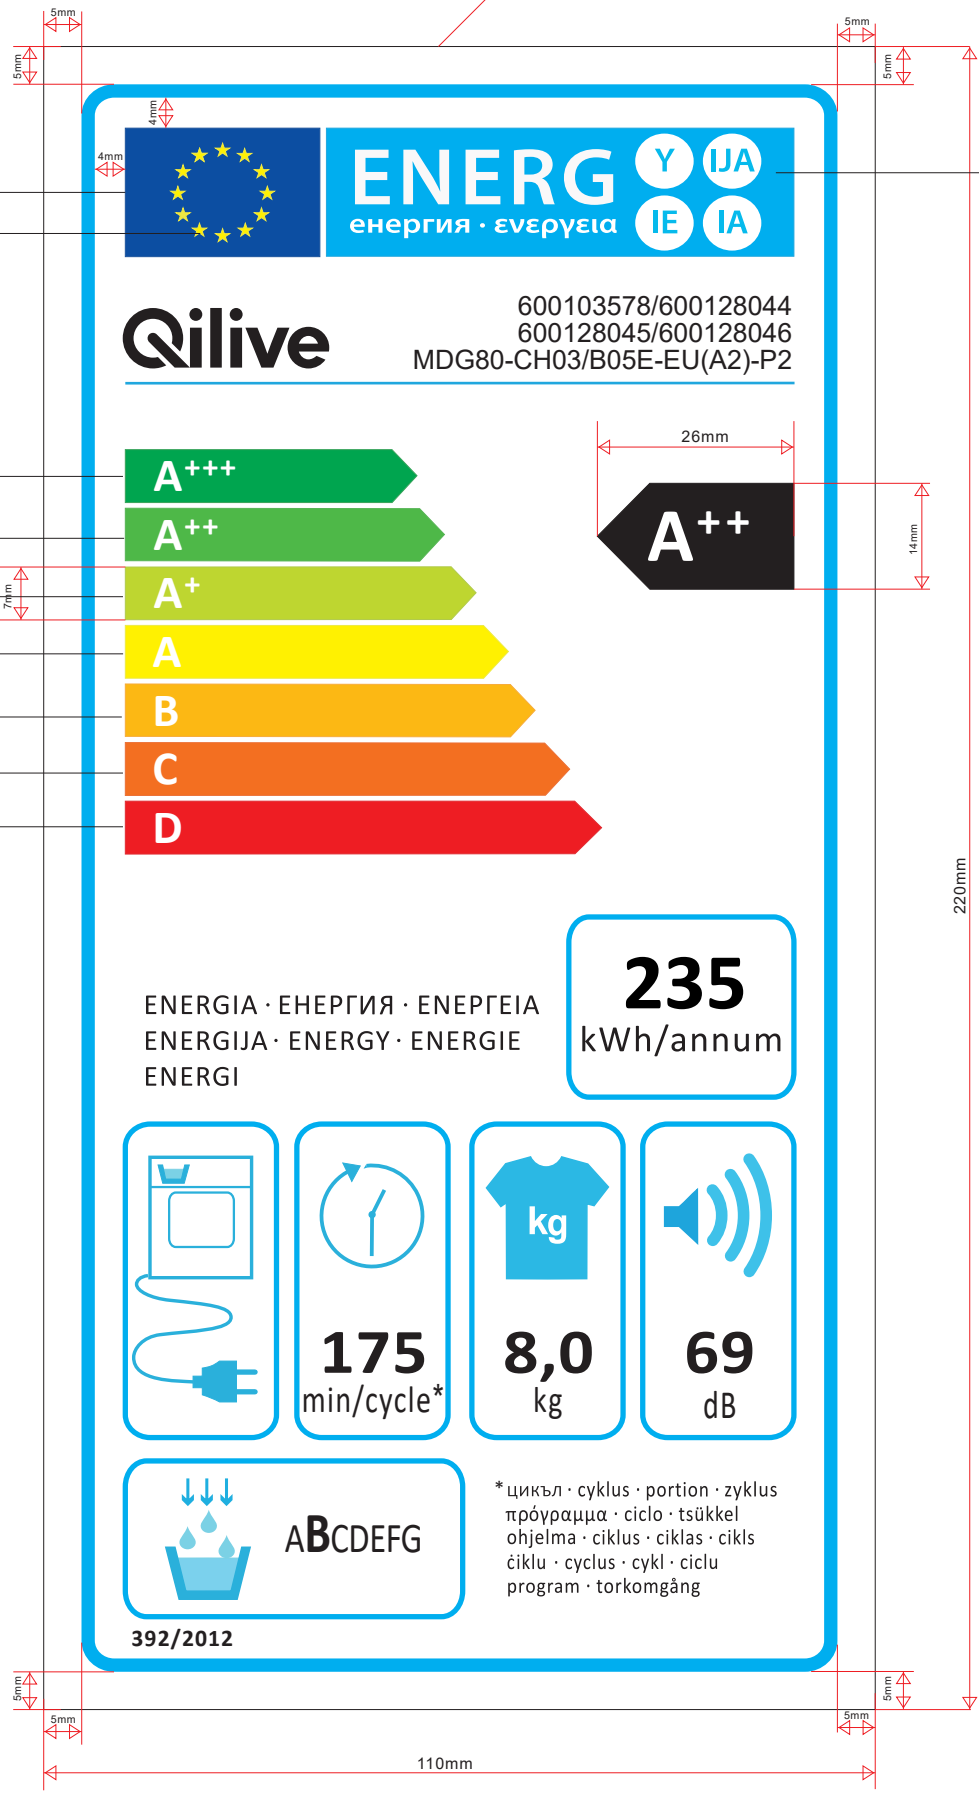 5mm
5mm
5mm
5mm
4mm
4mm
ENERG
енергия · ενεργεια
Y
IJA
IE
IA
Qilive
600103578/600128044
600128045/600128046
MDG80-CH03/B05E-EU(A2)-P2
26mm
A+++
A++
A+
A
B
C
D
A++
14mm
7mm
220mm
235
kWh/annum
ENERGIA · ЕНЕРГИЯ · ΕΝΕΡΓΕΙΑ
ENERGIJA · ENERGY · ENERGIE
ENERGI
175
min/cycle*
kg
8,0
kg
69
dB
ABCDEFG
* цикъл · cyklus · portion · zyklus
πρόγραμμα · ciclo · tsükkel
ohjelma · ciklus · ciklas · cikls
ċiklu · cyclus · cykl · ciclu
program · torkomgång
392/2012
5mm
5mm
5mm
5mm
110mm